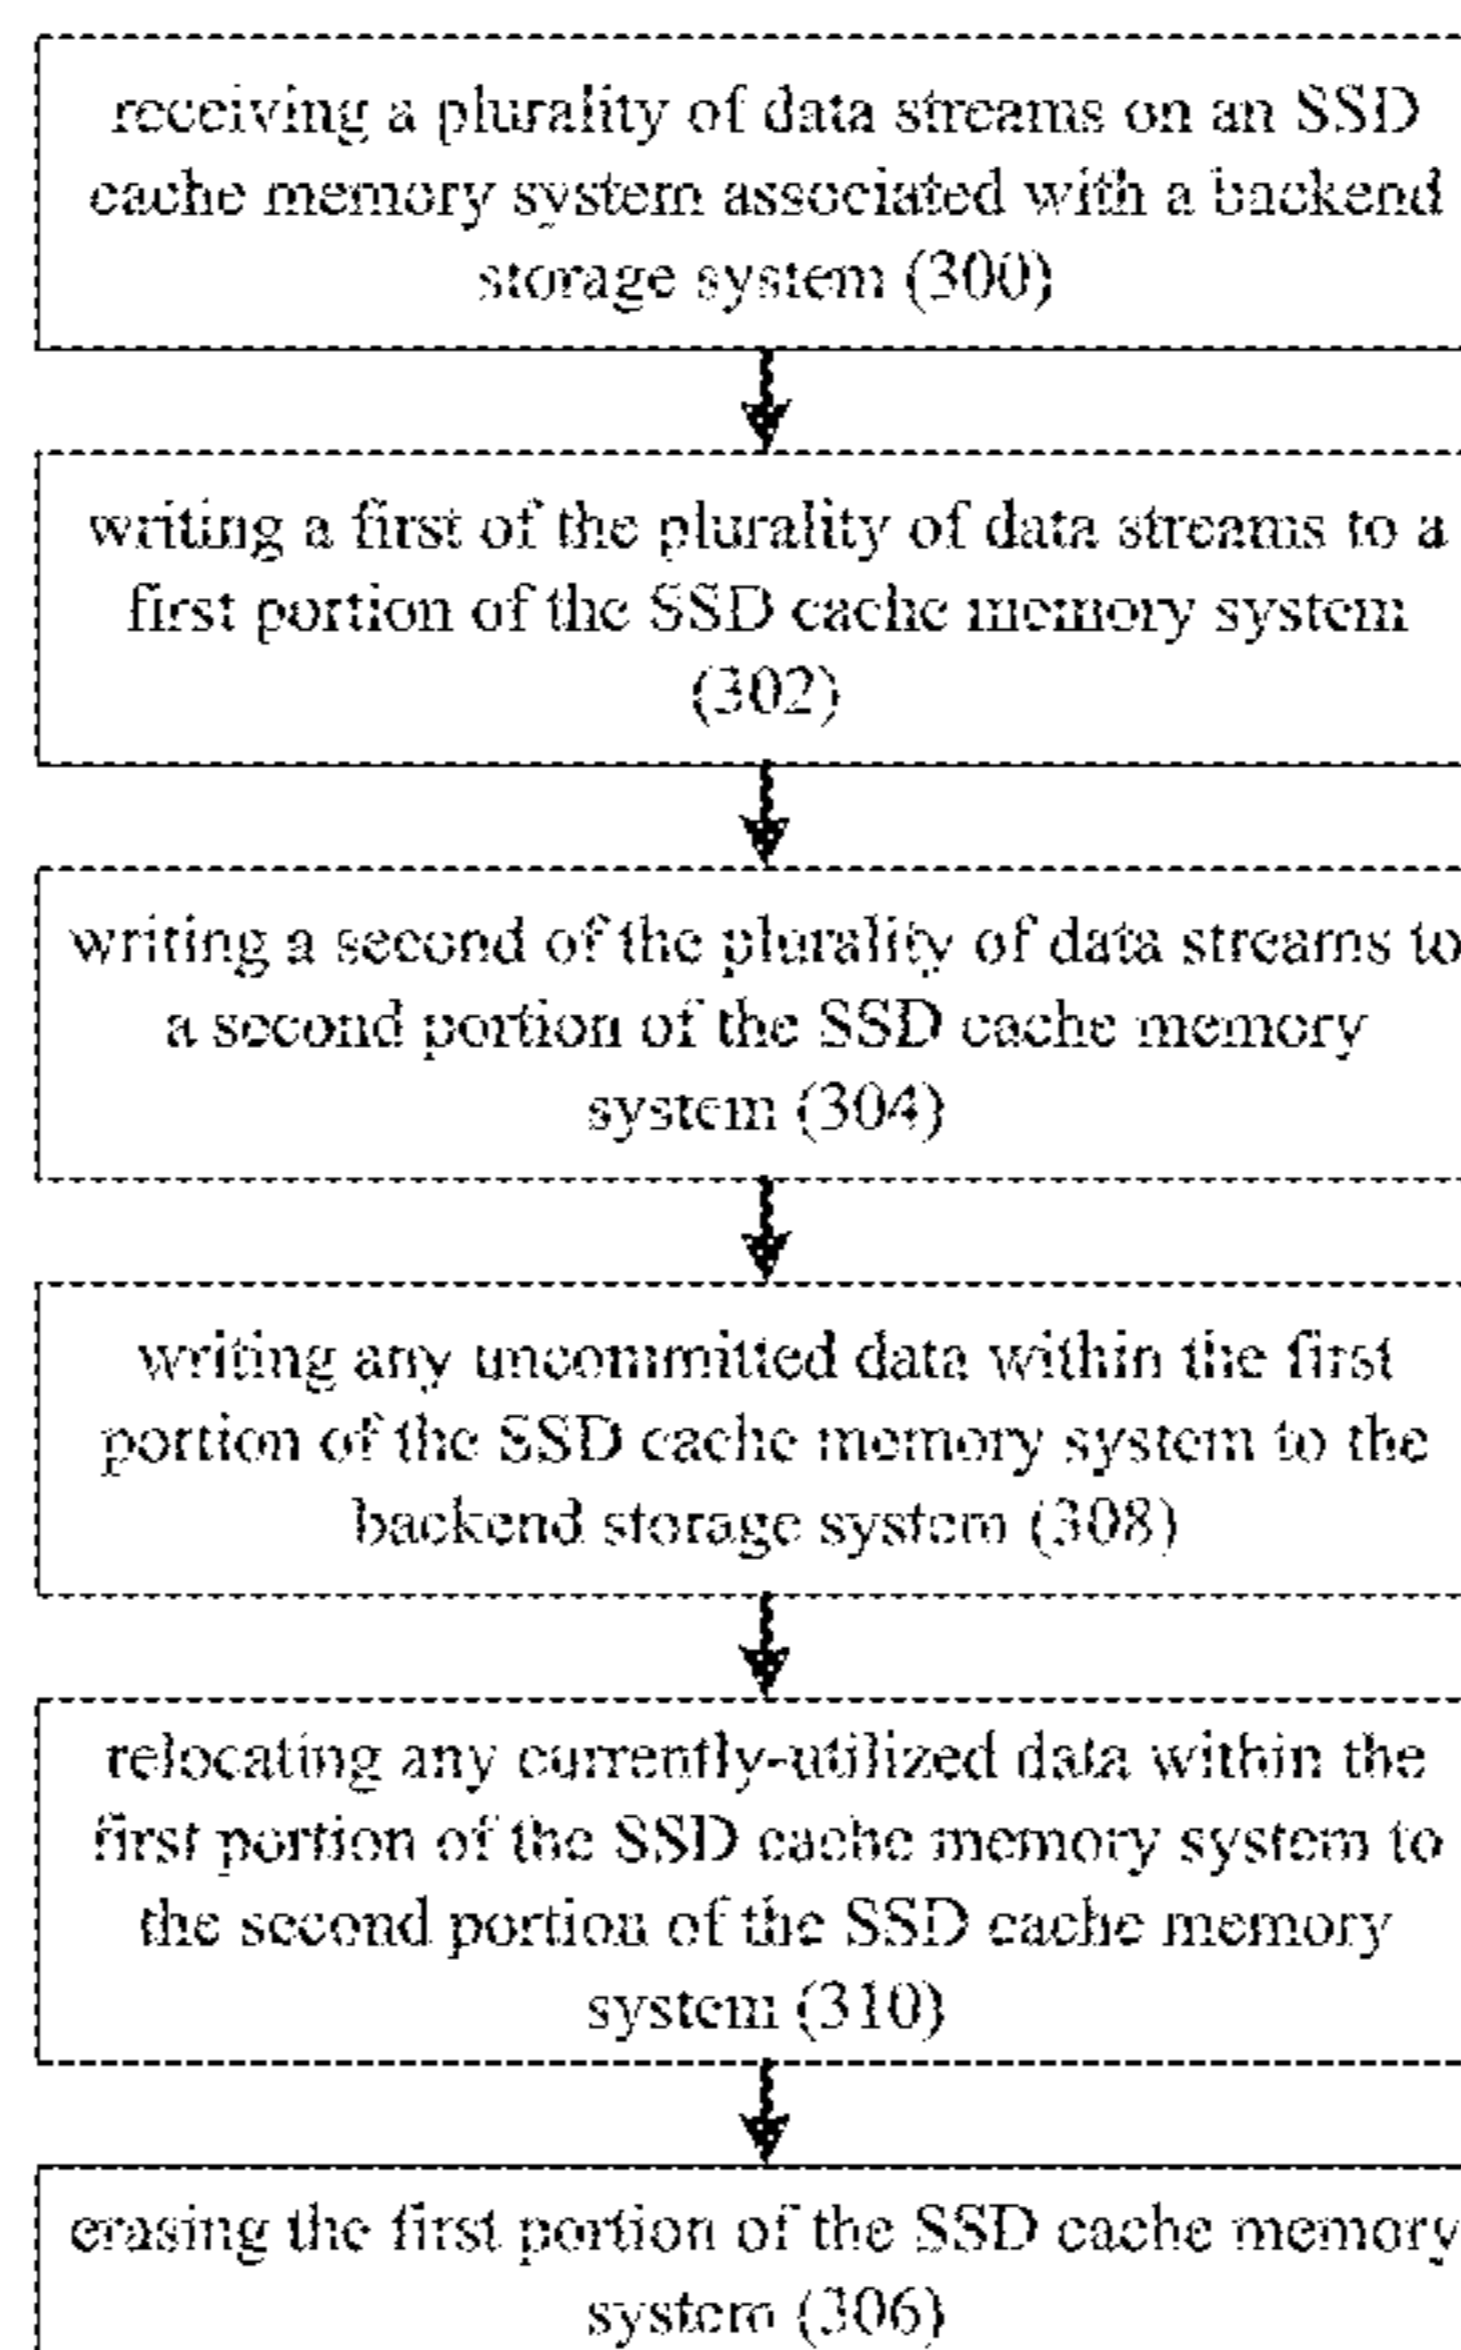 receiving a plurality of data streams on an SSD
cache memory system associated with a backend
storage system (300)
writing a first of the plurality of data streams to a
first portion of the SSD cache memory system
(302)
writing a second of the plurality of data streams to
a second portion of the SSD cache memory
system (304)
writing any uncommitted data within the first
portion of the SSD cache memory system to the
backend storage system (308)
relocating any currently-utilized data within the
first portion of the SSD cache memory system to
the second portion of the SSD cache memory
system (310)
erasing the first portion of the SSD cache memory
system (306)